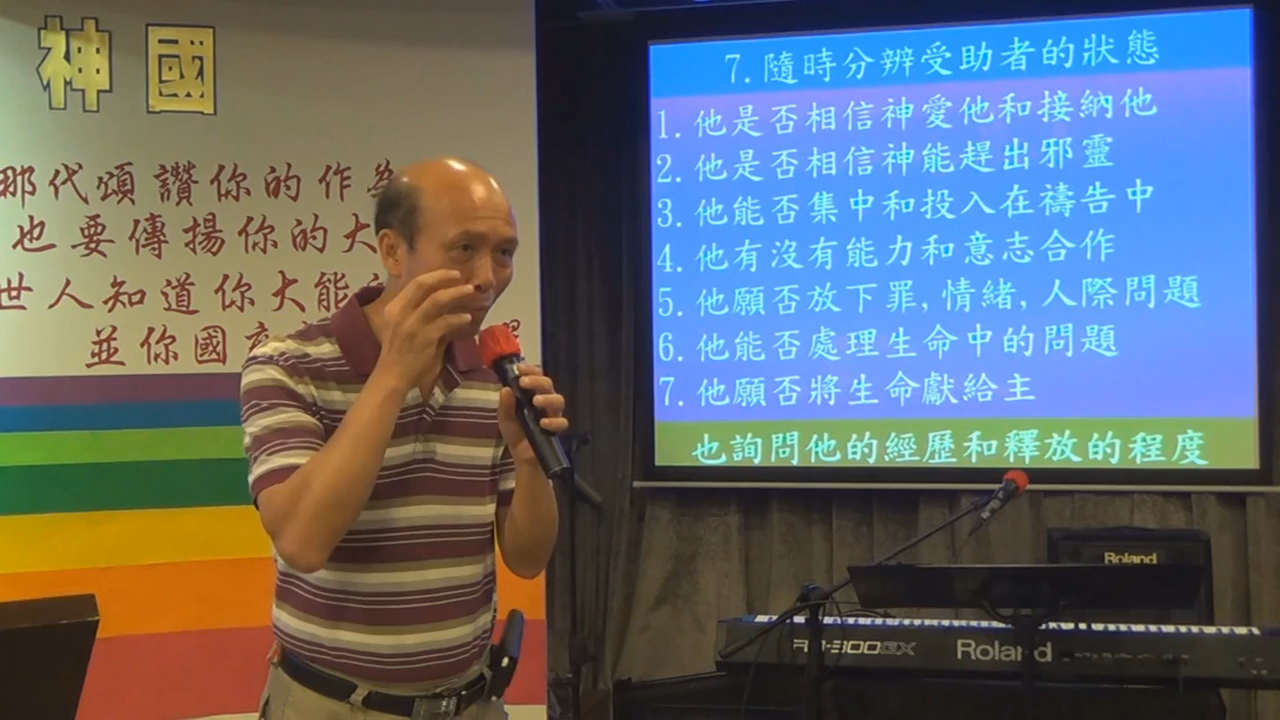 神國
那代頌讚你的作為
也要傳揚你的大
世人知道你大能
並你國
7.隨時分辨受助者的狀態
1.他是否相信神愛他和接納他
2.他是否相信神能趕出邪靈
3.他能否集中和投入在禱告中
4.他有沒有能力和意志合作
5.他願否放下罪,情緒,人際問題
6.他能否處理生命中的問題
7.他願否將生命獻給主
也詢問他的經歷和釋放的程度
Roland
Roland